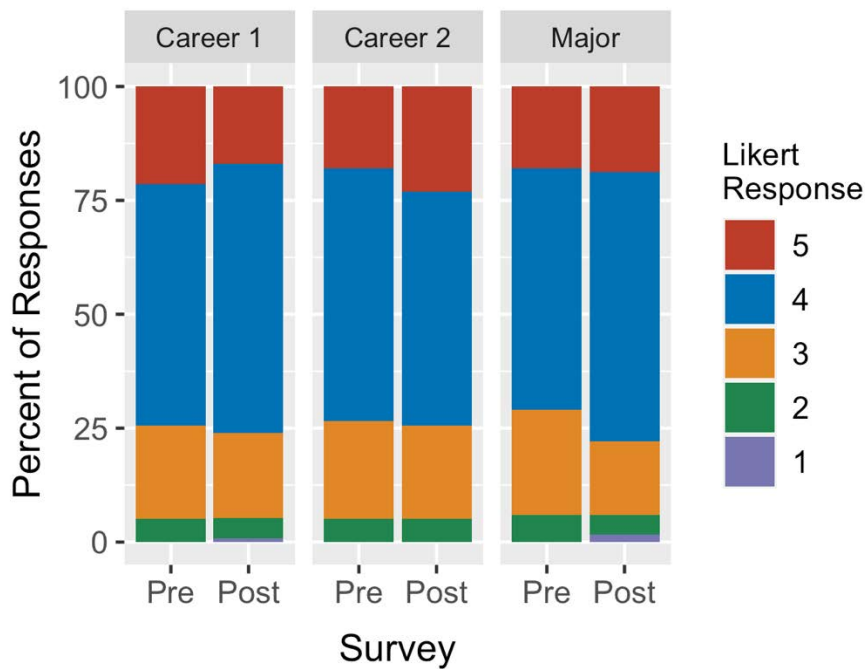 Career 1
Career 2
Major
Percent of Responses
100
75
50
25
0
Pre
Post
Pre
Post
Pre
Post
Survey
Likert
Response
5
4
3
2
1